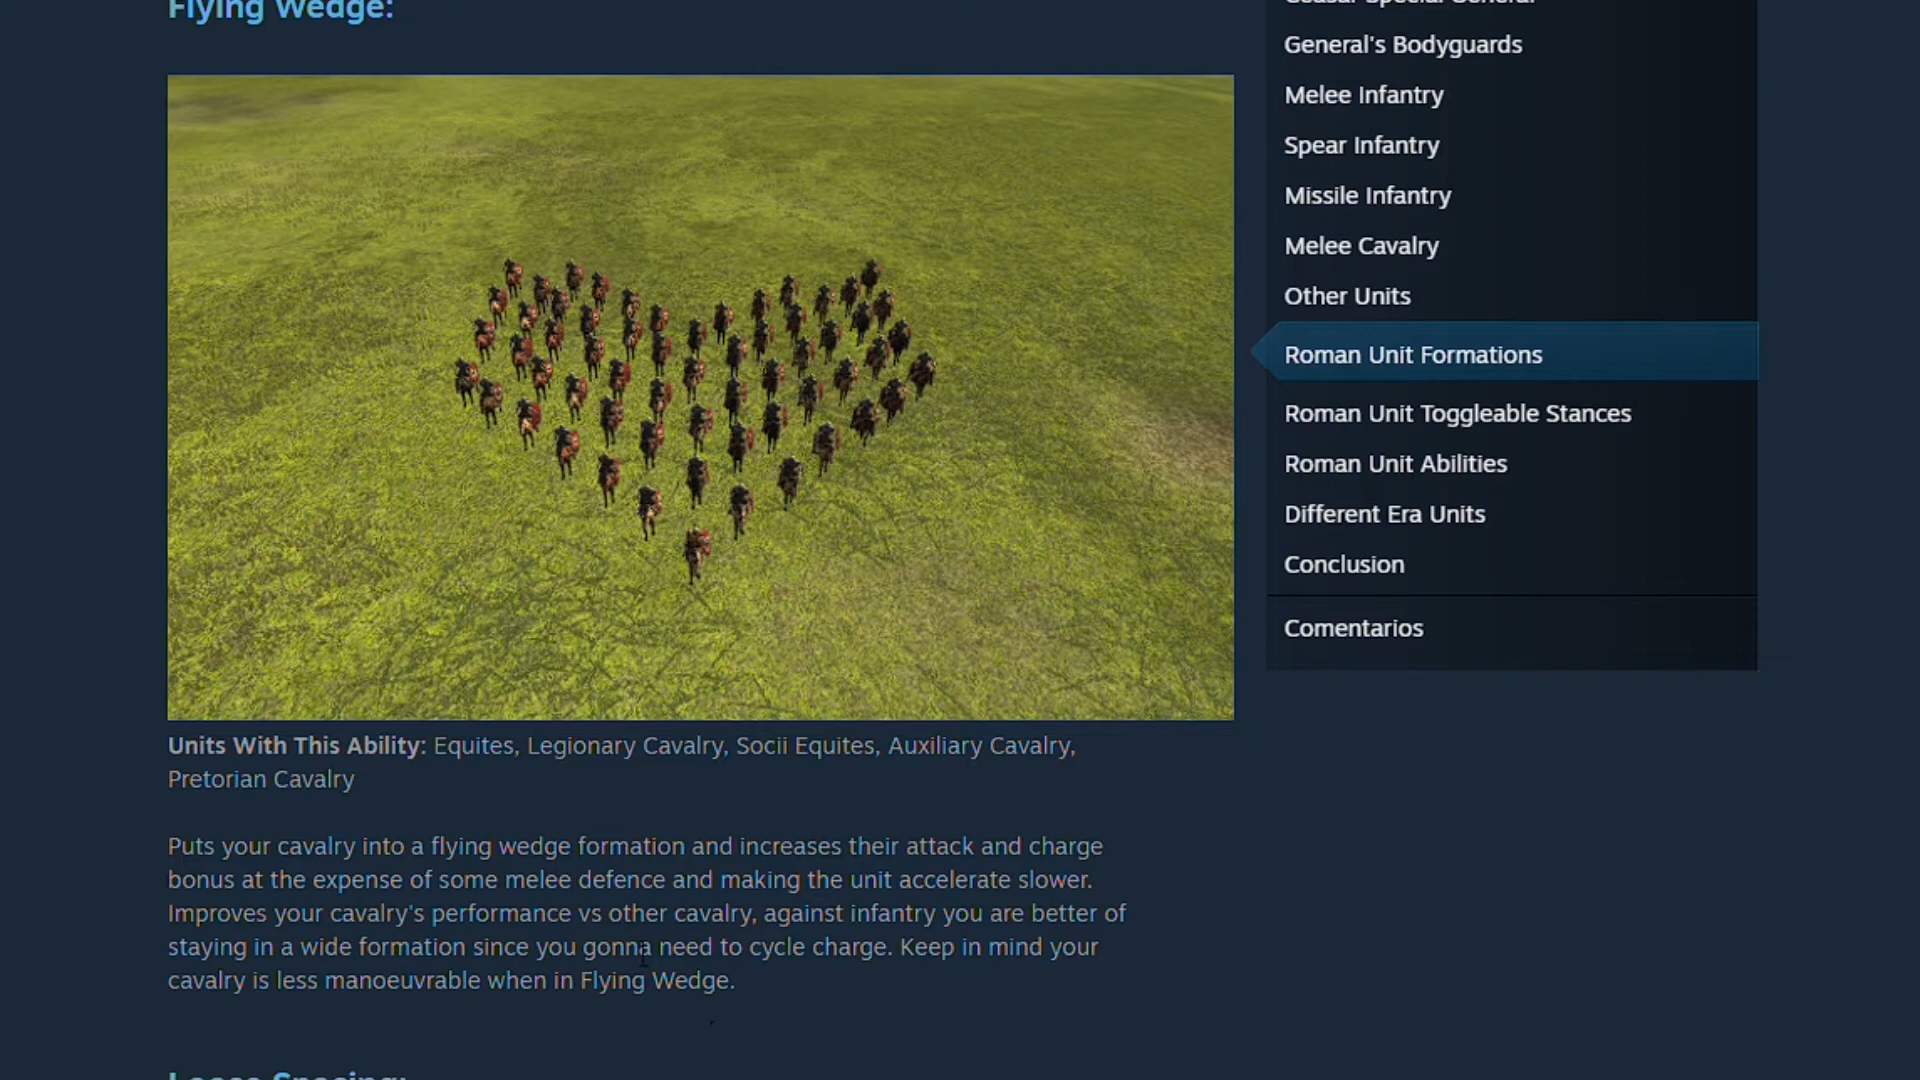 Flying Wedge:
Units With This Ability: Equites, Legionary Cavalry, Socii Equites, Auxiliary Cavalry,
Pretorian Cavalry
Puts your cavalry into a flying wedge formation and increases their attack and charge
bonus at the expense of some melee defence and making the unit accelerate slower.
Improves your cavalry's performance vs other cavalry, against infantry you are better of
staying in a wide formation since you gonna need to cycle charge. Keep in mind your
cavalry is less manoeuvrable when in Flying Wedge.
Loose Spacing:
Ceasar Special General
General's Bodyguards
Melee Infantry
Spear Infantry
Missile Infantry
Melee Cavalry
Other Units
Roman Unit Formations
Roman Unit Toggleable Stances
Roman Unit Abilities
Different Era Units
Conclusion
Comentarios